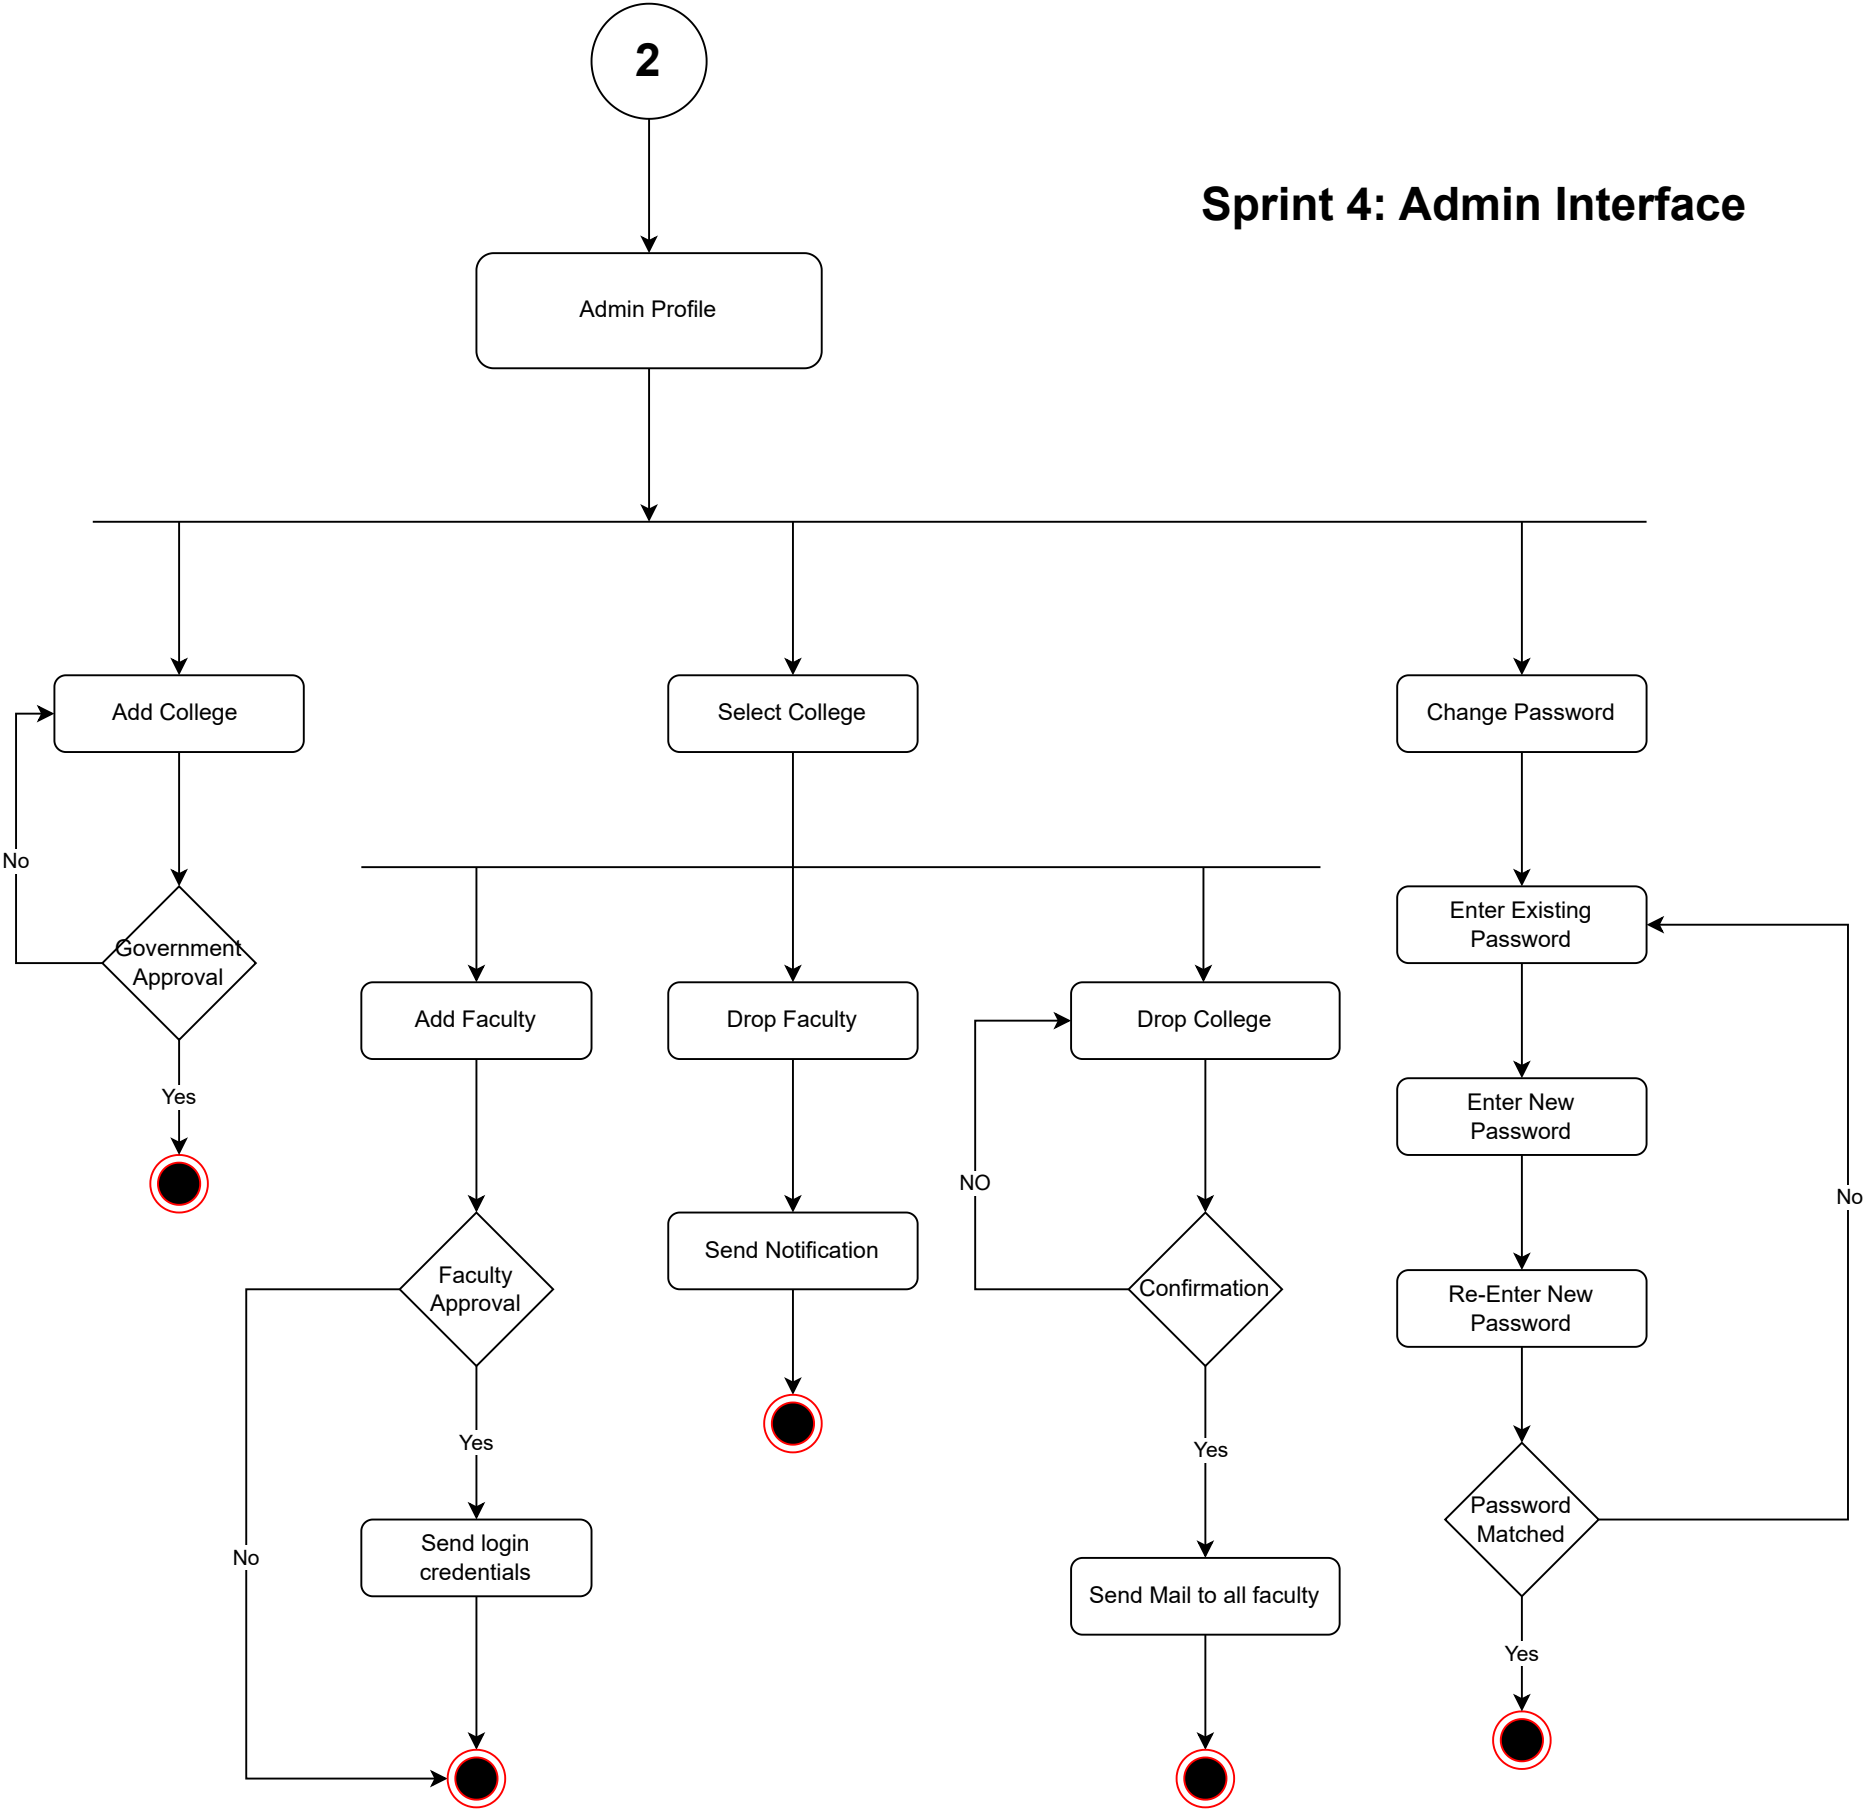 2
Sprint 4: Admin Interface
Admin Profile
Add College
Select College
Change Password
No
Government
Approval
Enter Existing
Password
Add Faculty
Drop Faculty
Drop College
Yes
Enter New
Password
NO
No
Send Notification
Faculty
Approval
Confirmation
Re-Enter New
Password
Yes
Yes
Password
Matched
No
Send login
credentials
Send Mail to all faculty
Yes